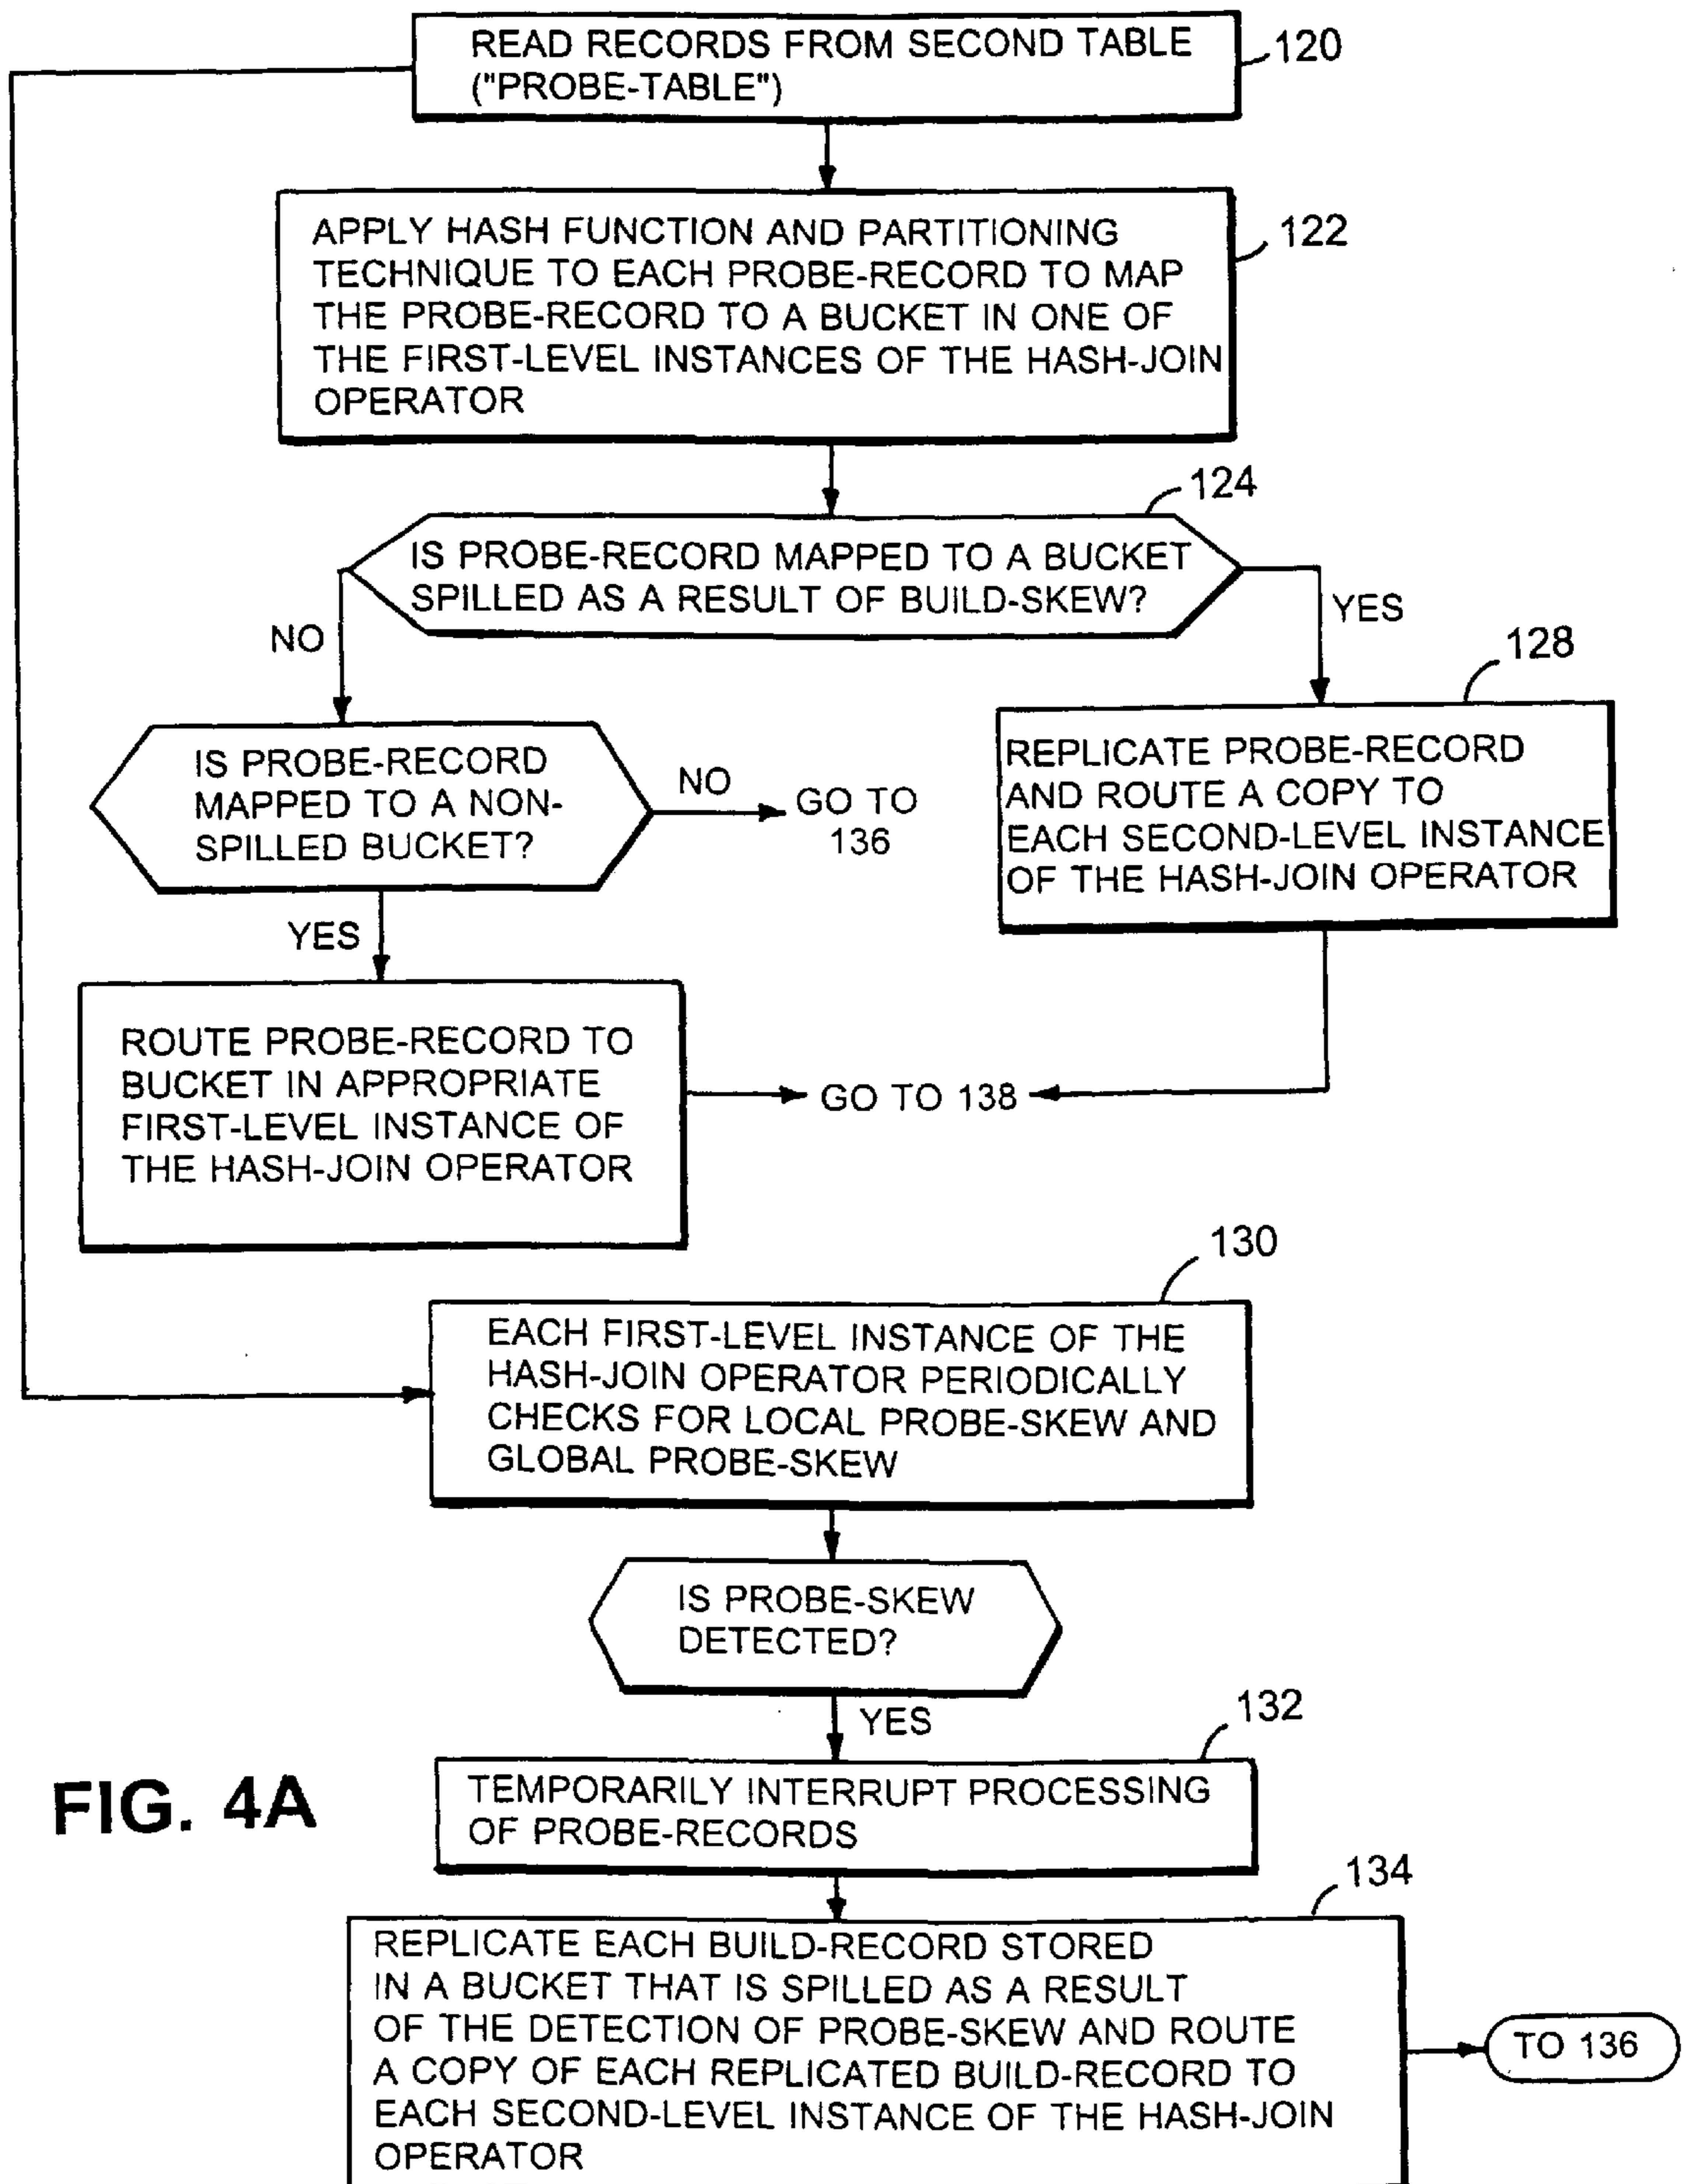 READ RECORDS FROM SECOND TABLE
("PROBE-TABLE")
120
APPLY HASH FUNCTION AND PARTITIONING
TECHNIQUE TO EACH PROBE-RECORD TO MAP
THE PROBE-RECORD TO A BUCKET IN ONE OF
THE FIRST-LEVEL INSTANCES OF THE HASH-JOIN
OPERATOR
122
124
IS PROBE-RECORD MAPPED TO A BUCKET
SPILLED AS A RESULT OF BUILD-SKEW?
NO
YES
128
IS PROBE-RECORD
MAPPED TO A NON-
SPILLED BUCKET?
NO
GO TO
136
REPLICATE PROBE-RECORD
AND ROUTE A COPY TO
EACH SECOND-LEVEL INSTANCE
OF THE HASH-JOIN OPERATOR
YES
ROUTE PROBE-RECORD TO
BUCKET IN APPROPRIATE
FIRST-LEVEL INSTANCE OF
THE HASH-JOIN OPERATOR
GO TO 138
130
EACH FIRST-LEVEL INSTANCE OF THE
HASH-JOIN OPERATOR PERIODICALLY
CHECKS FOR LOCAL PROBE-SKEW AND
GLOBAL PROBE-SKEW
IS PROBE-SKEW
DETECTED?
YES
132
TEMPORARILY INTERRUPT PROCESSING
OF PROBE-RECORDS
FIG. 4A
134
REPLICATE EACH BUILD-RECORD STORED
IN A BUCKET THAT IS SPILLED AS A RESULT
OF THE DETECTION OF PROBE-SKEW AND ROUTE
A COPY OF EACH REPLICATED BUILD-RECORD TO
EACH SECOND-LEVEL INSTANCE OF THE HASH-JOIN
OPERATOR
TO 136